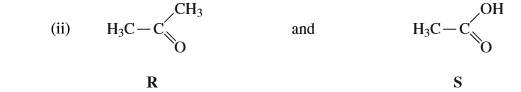 CH3 OH
(ii) H3C–C and H3C–C
O O
R S